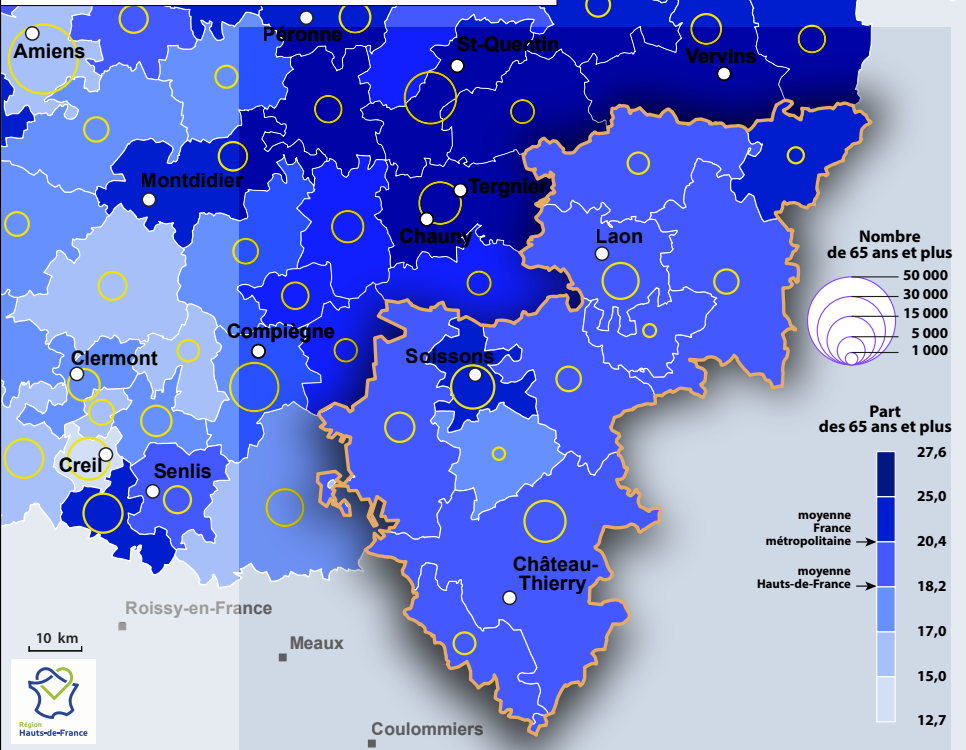 Péronne
Amiens
St-Quentin
Vervins
Montdidier
Tergnier
Chauny
Laon
Compiègne
Clermont
Soissons
Creil
Senlis
Château-
Thierry
Roissy-en-France
Meaux
Coulommiers
10 km
Région
Hauts-de-France
Nombre
de 65 ans et plus
50 000
30 000
15 000
5 000
1 000
Part
des 65 ans et plus
27,6
25,0
moyenne
France
métropolitaine
20,4
moyenne
Hauts-de-France
18,2
17,0
15,0
12,7